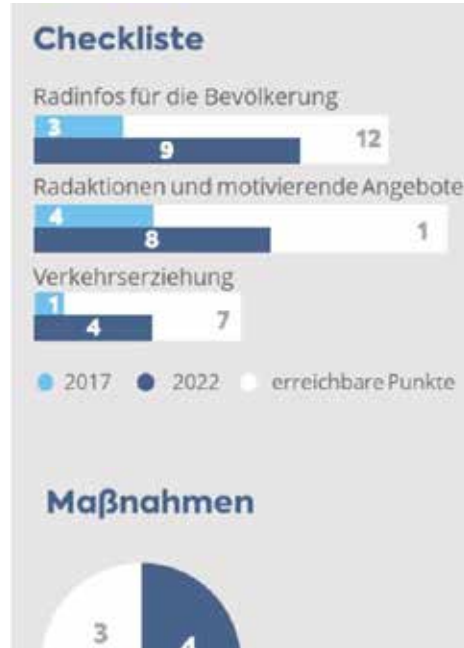 Checkliste
Radinfos für die Bevölkerung
3
9
12
Radaktionen und motivierende Angebote
4
8
1
Verkehrserziehung
1
4
7
2017 2022 erreichbare Punkte
Maßnahmen
3
4